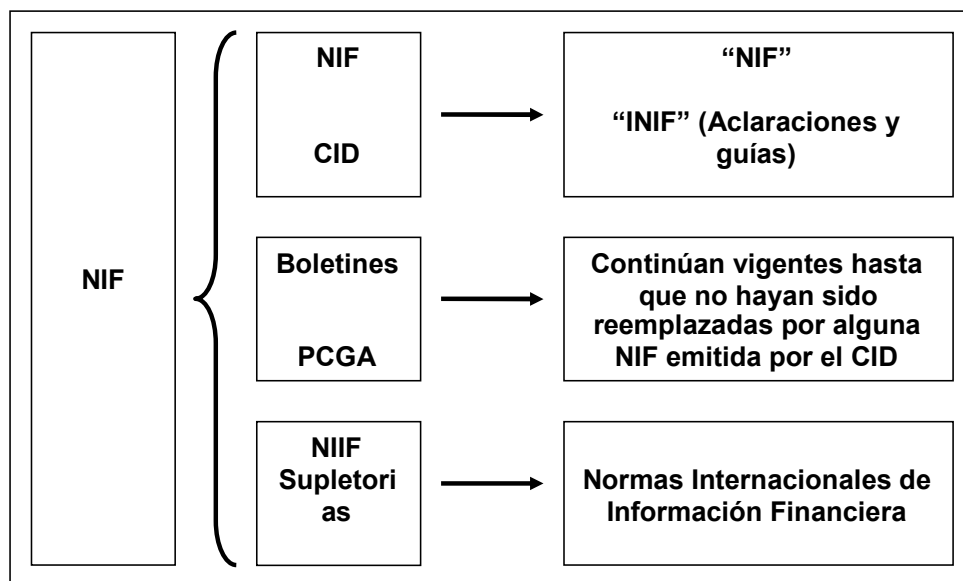 NIF
NIF
CID
“NIF”
“INIF” (Aclaraciones y
guías)
Boletines
PCGA
Continúan vigentes hasta
que no hayan sido
reemplazadas por alguna
NIF emitida por el CID
NIIF
Supletori
as
Normas Internacionales de
Información Financiera